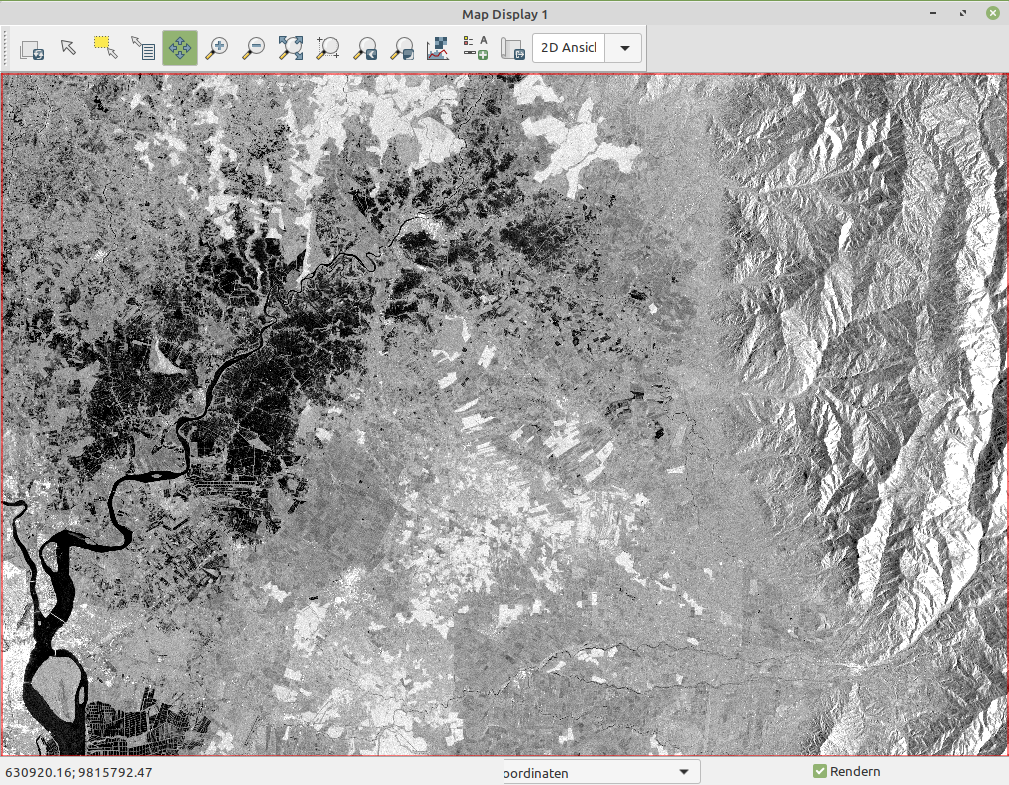 Map Display 1
A
2D Ansicl
630920.16; 9815792.47
oordinaten
Rendern